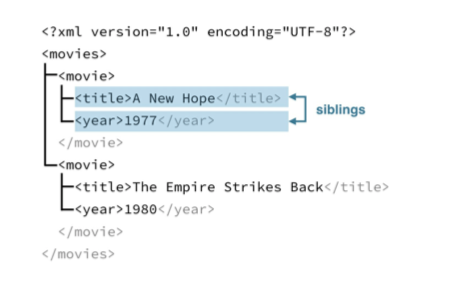 <?xml version="1.0" encoding="UTF-8"?>
<movies>
<movie>
<title>A New Hope</title>
siblings
<year>1977</year>
</movie>
<movie>
<title>The Empire Strikes Back</title>
<year>1980</year>
</movie>
</movies>